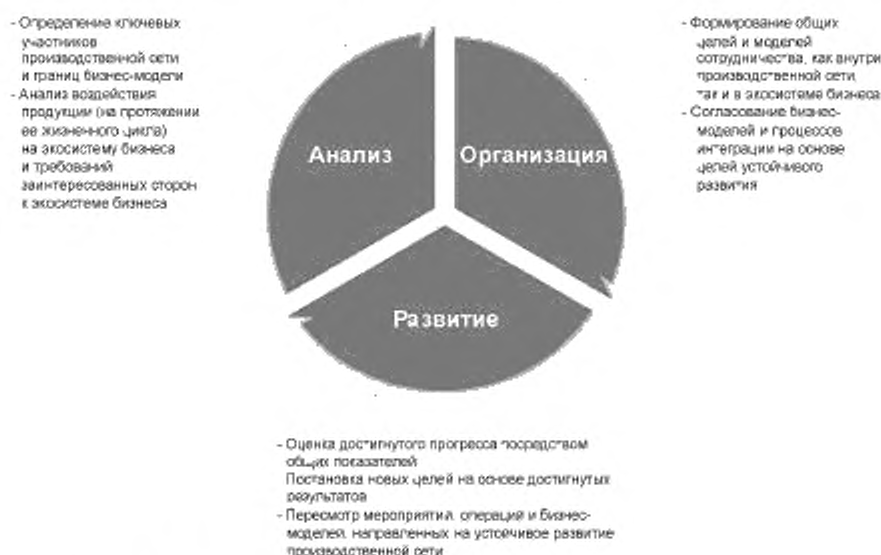 - Определение ключевых
участников
производственной сети
и границ бизнес-модели
- Анализ воздействия
продукции (на протяжении
ее жизненного цикла)
на экосистему бизнеса
и требований
заинтересованных сторон
к экосистеме бизнеса
Анализ
Организация
Развитие
- Формирование общих
целей и моделей
сотрудничества, как внутри
производственной сети,
так и в экосистеме бизнеса
- Согласование бизнес-
моделей и процессов
интеграции на основе
целей устойчивого
развития
- Оценка достигнутого прогресса посредством
общих показателей
Постановка новых целей на основе достигнутых
результатов
- Пересмотр мероприятий, операций и бизнес-
моделей, направленных на устойчивое развитие
производственной сети